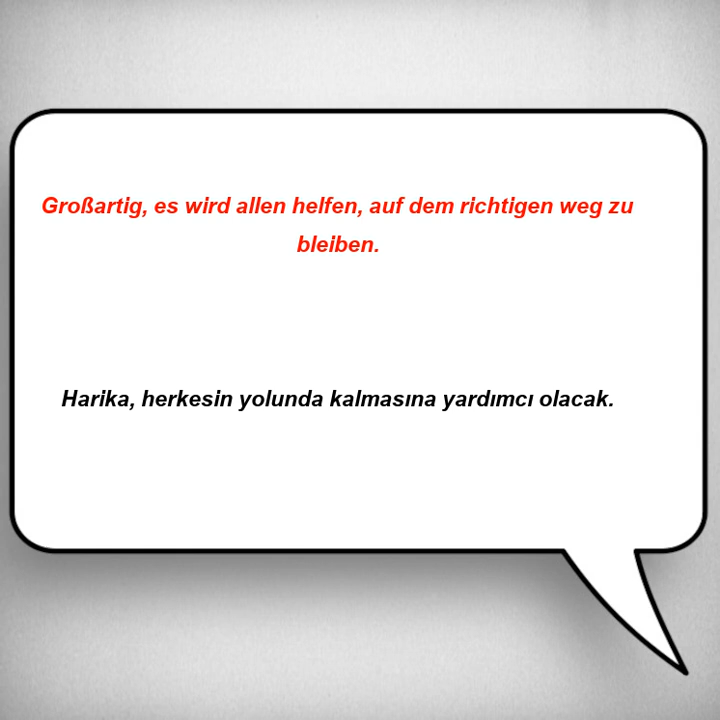 Großartig, es wird allen helfen, auf dem richtigen weg zu
bleiben.
Harika, herkesin yolunda kalmasına yardımcı olacak.